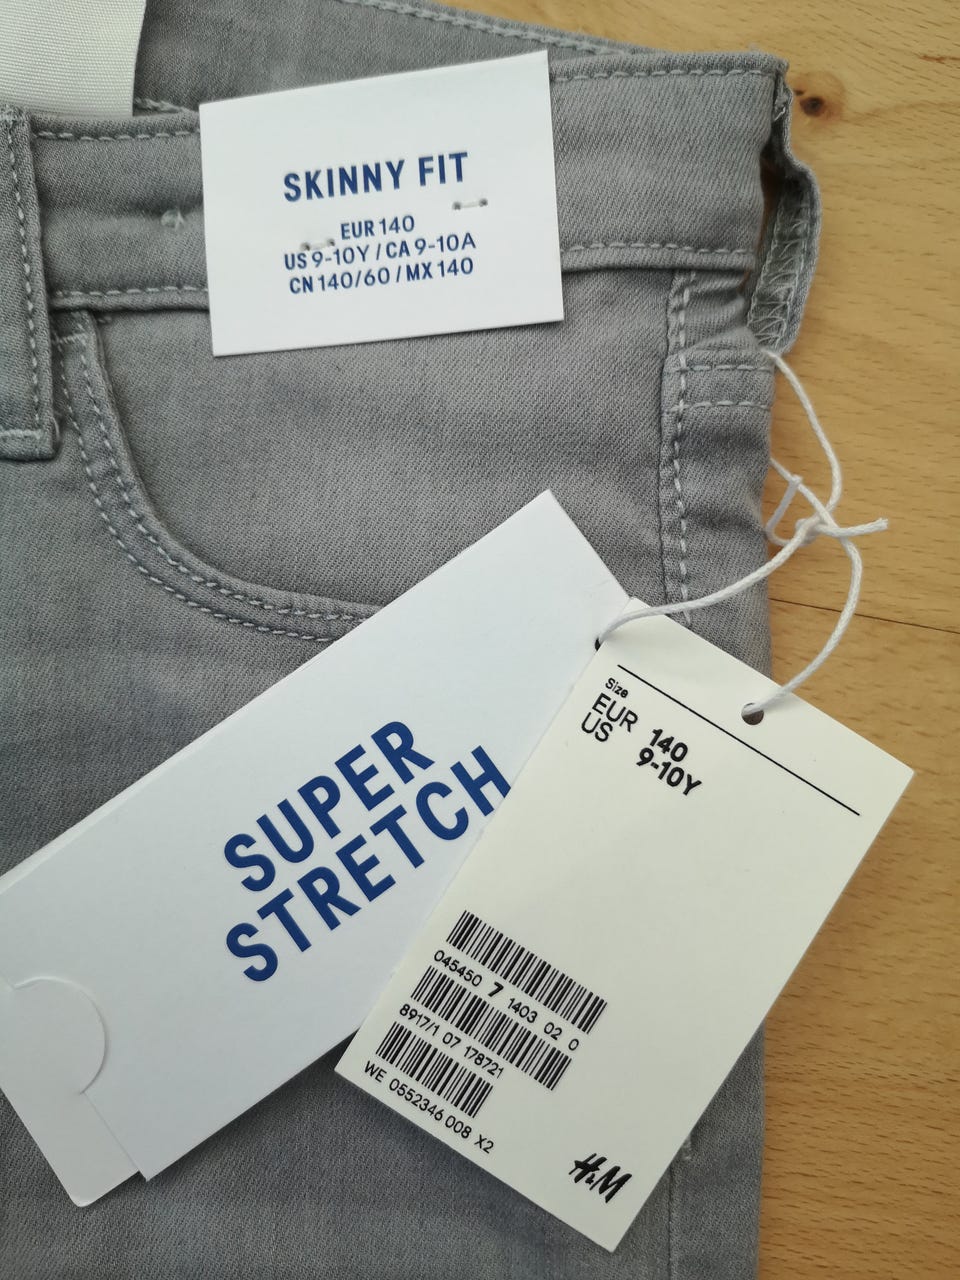 SKINNY FIT
EUR 140
US 9-10Y / CA 9-10A
CN 140/60 / MX 140
SUPER
STRETCH
Size
EUR 140
US 9-10Y
045450 7 1403 02 0
8917/1 07 178721
WE 0552346 008 X2
H&M